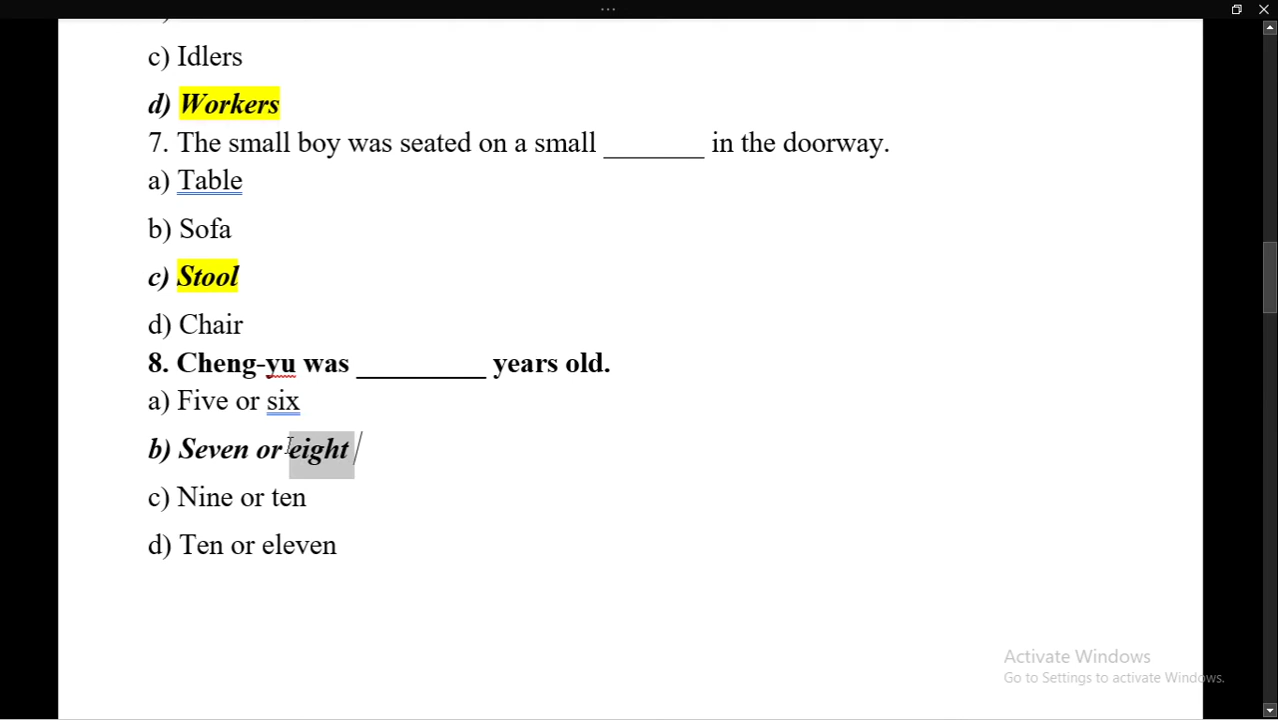 c) Idlers
d) Workers
7. The small boy was seated on a small _______ in the doorway.
a) Table
b) Sofa
c) Stool
d) Chair
8. Cheng-yu was _________ years old.
a) Five or six
b) Seven or eight
c) Nine or ten
d) Ten or eleven
Activate Windows
Go to Settings to activate Windows.